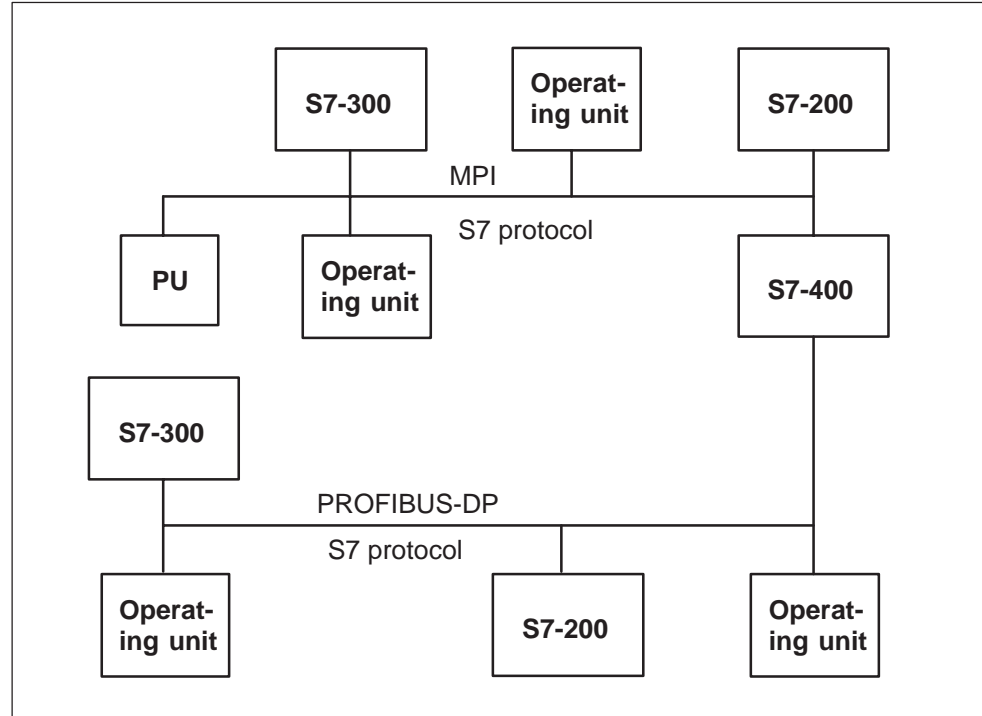 S7-300
Operat-
ing unit
S7-200
MPI
S7 protocol
PU
Operat-
ing unit
S7-400
S7-300
PROFIBUS-DP
S7 protocol
Operat-
ing unit
S7-200
Operat-
ing unit